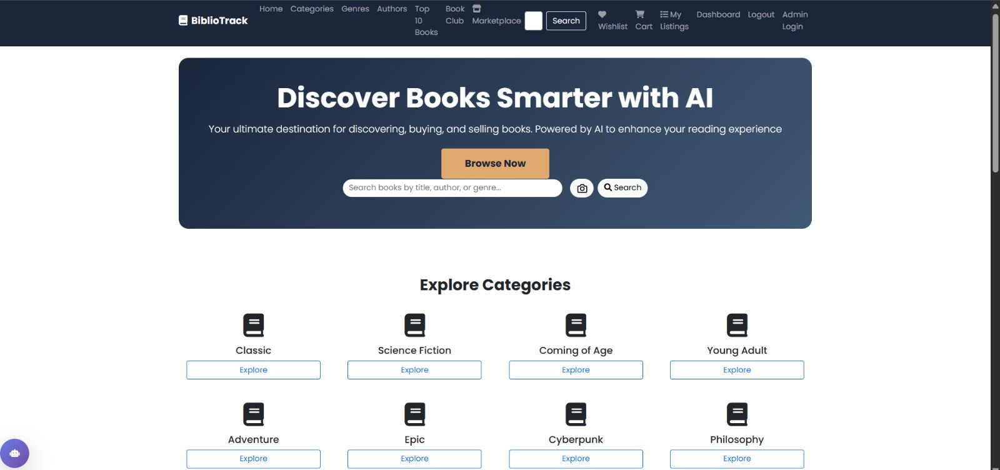 BiblioTrack
Home
Categories
Genres
Authors
Top
10
Books
Book
Club
Marketplace
Search
Wishlist
Cart
My
Listings
Dashboard
Logout
Admin
Login
Discover Books Smarter with AI
Your ultimate destination for discovering, buying, and selling books. Powered by AI to enhance your reading experience
Browse Now
Search books by title, author, or genre...
Search
Explore Categories
Classic
Science Fiction
Coming of Age
Young Adult
Explore
Explore
Explore
Explore
Adventure
Epic
Cyberpunk
Philosophy
Explore
Explore
Explore
Explore